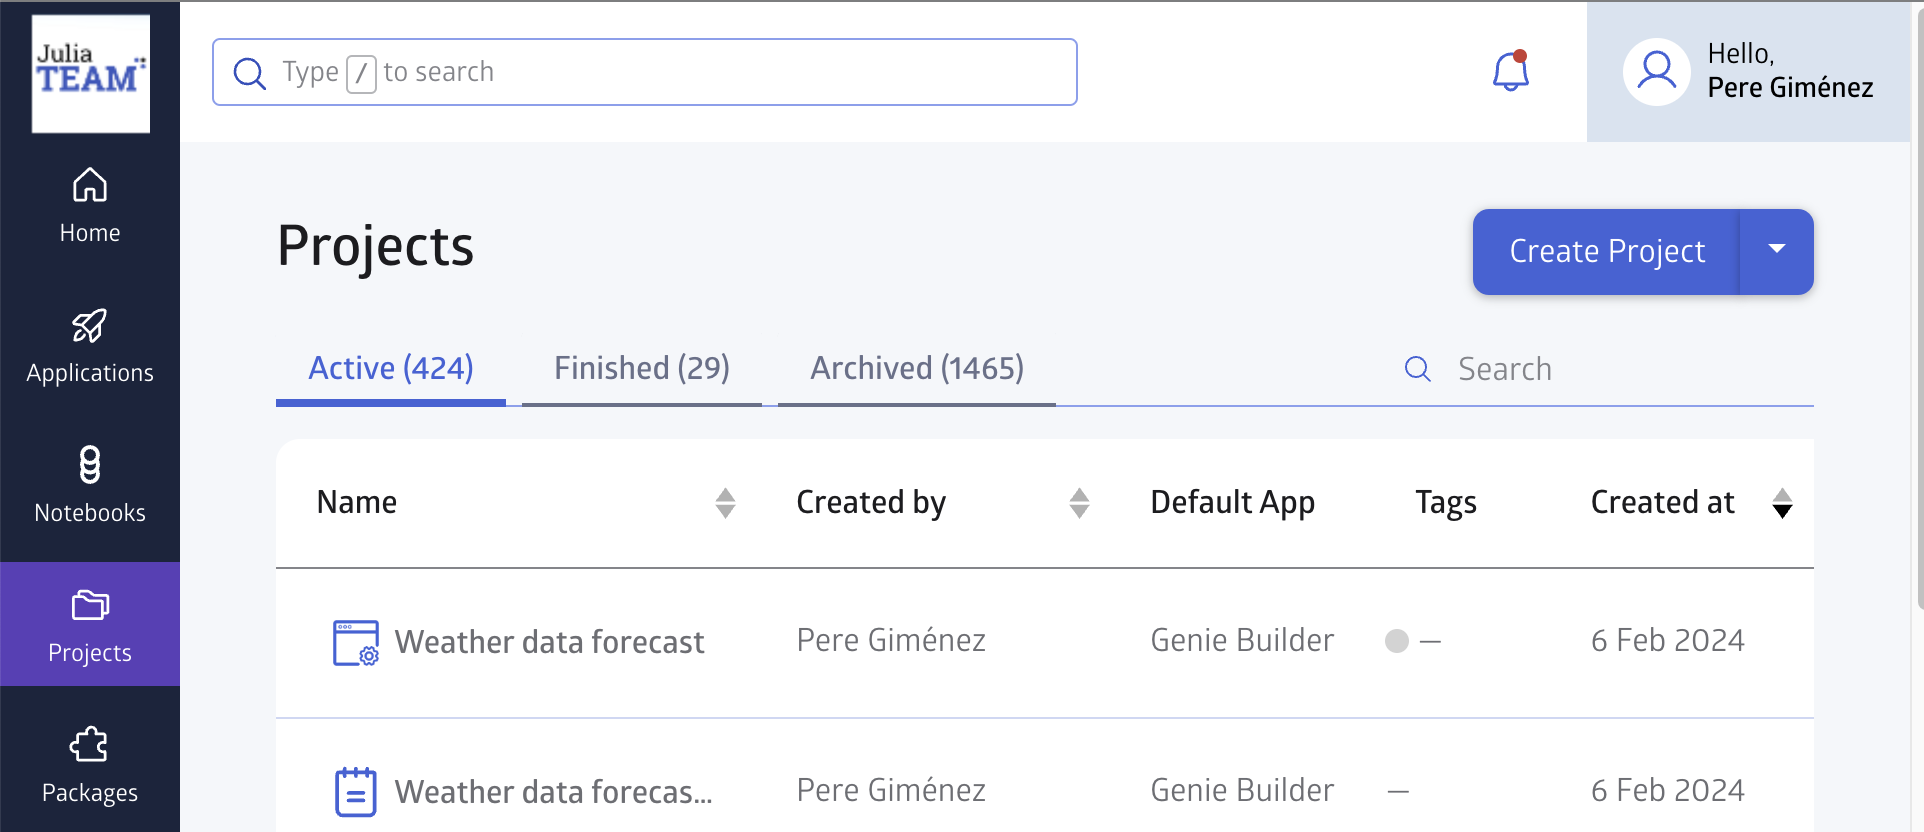 Julia
TEAM
Type / to search
Hello,
Pere Giménez
Home
Applications
Notebooks
Projects
Packages
Projects
Create Project
Active (424)
Finished (29)
Archived (1465)
Search
Name
Created by
Default App
Tags
Created at
Weather data forecast
Pere Giménez
Genie Builder
—
6 Feb 2024
Weather data forecas...
Pere Giménez
Genie Builder
—
6 Feb 2024